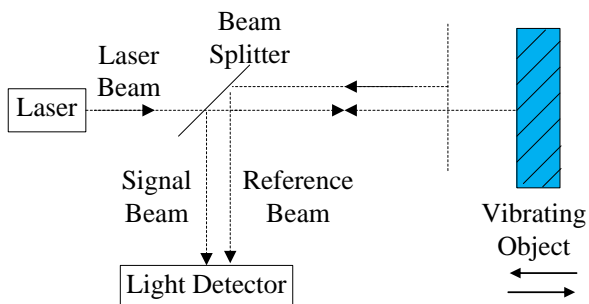 Beam
Splitter
Laser
Beam
Laser
Signal
Beam
Reference
Beam
Vibrating
Object
Light Detector